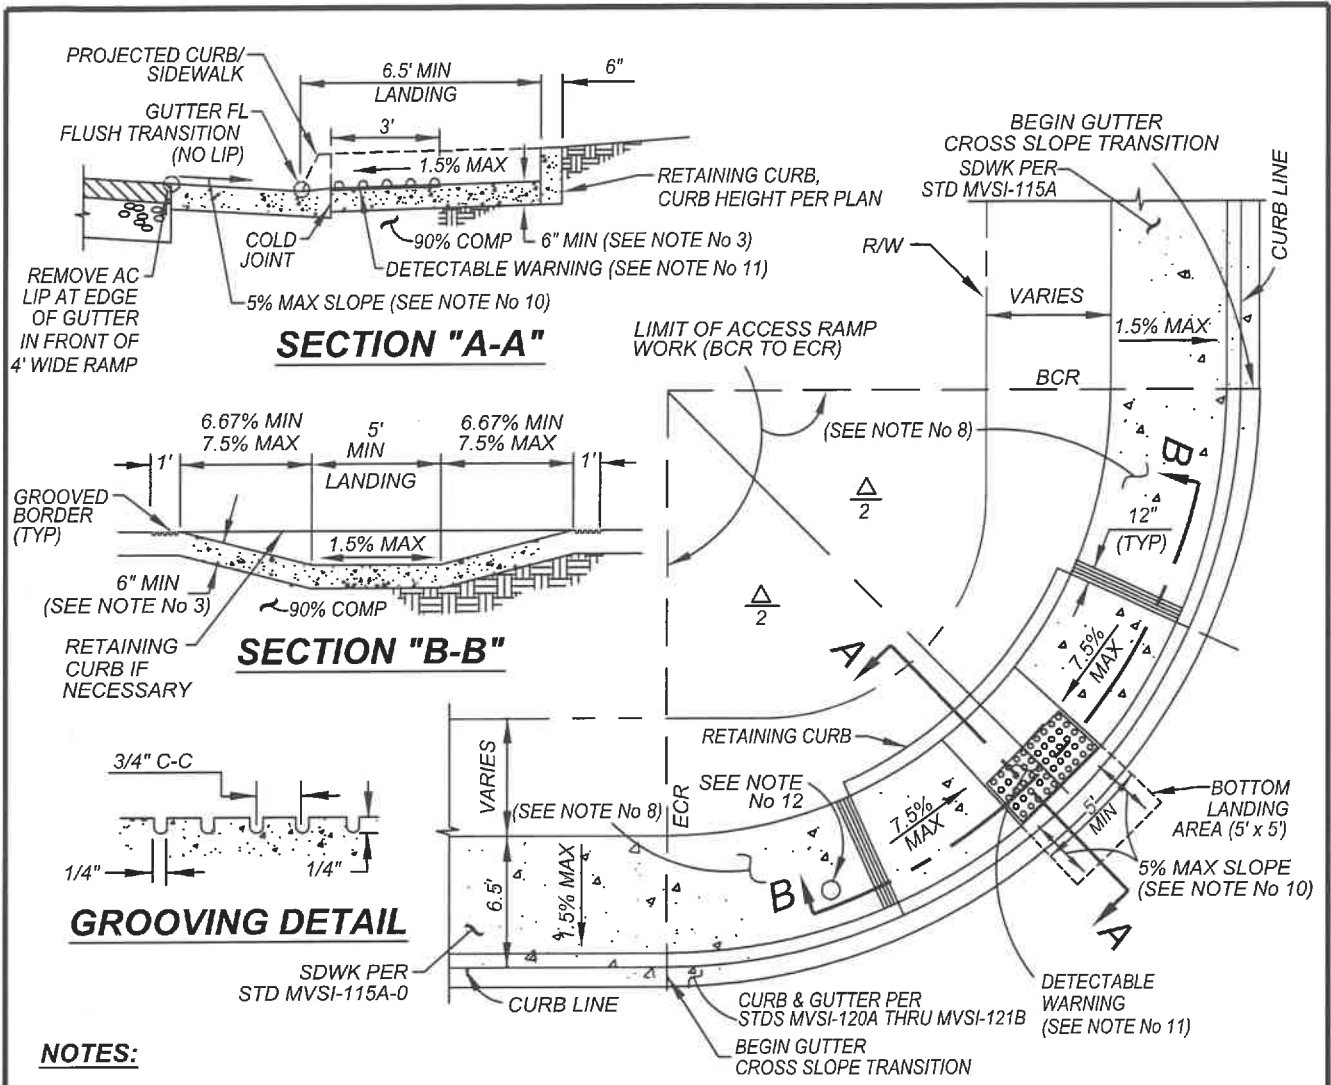 PROJECTED CURB/
SIDEWALK
6.5' MIN
LANDING
6"
GUTTER FL
FLUSH TRANSITION
(NO LIP)
3'
1.5% MAX
RETAINING CURB,
CURB HEIGHT PER PLAN
COLD
JOINT
90% COMP
6" MIN (SEE NOTE No 3)
DETECTABLE WARNING (SEE NOTE No 11)
REMOVE AC
LIP AT EDGE
OF GUTTER
IN FRONT OF
4' WIDE RAMP
5% MAX SLOPE (SEE NOTE No 10)
SECTION "A-A"
BEGIN GUTTER
CROSS SLOPE TRANSITION
SDWK PER
STD MVSI-115A
CURB LINE
R/W
VARIES
1.5% MAX
LIMIT OF ACCESS RAMP
WORK (BCR TO ECR)
BCR
(SEE NOTE No 8)
B
12"
(TYP)
Δ
2
Δ
2
6.67% MIN
7.5% MAX
5'
MIN
LANDING
6.67% MIN
7.5% MAX
1'
1'
GROOVED
BORDER
(TYP)
1.5% MAX
6" MIN
(SEE NOTE No 3)
90% COMP
RETAINING
CURB IF
NECESSARY
SECTION "B-B"
A
7.5%
MAX
RETAINING CURB
SEE NOTE
No 12
VARIES
(SEE NOTE No 8)
ECR
7.5%
MAX
5'
MIN
BOTTOM
LANDING
AREA (5' x 5')
5% MAX SLOPE
(SEE NOTE No 10)
3/4" C-C
1/4"
1/4"
GROOVING DETAIL
6.5'
1.5% MAX
B
A
SDWK PER
STD MVSI-115A-0
CURB LINE
CURB & GUTTER PER
STDS MVSI-120A THRU MVSI-121B
BEGIN GUTTER
CROSS SLOPE TRANSITION
DETECTABLE
WARNING
(SEE NOTE No 11)
NOTES: